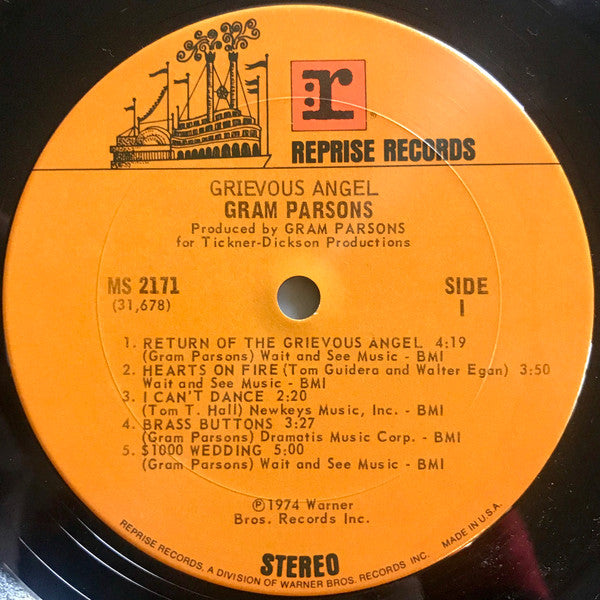 :r
REPRISE RECORDS
GRIEVOUS ANGEL
GRAM PARSONS
Produced by GRAM PARSONS
for Tickner-Dickson Productions
MS 2171
(31,678)
SIDE
1
1. RETURN OF THE GRIEVOUS ANGEL 4:19
(Gram Parsons) Wait and See Music - BMI
2. HEARTS ON FIRE (Tom Guidera and Walter Egan) 3:50
Wait and See Music - BMI
3. I CAN'T DANCE 2:20
(Tom T. Hall) Newkeys Music, Inc. - BMI
4. BRASS BUTTONS 3:27
(Gram Parsons) Dramatis Music Corp. - BMI
5. $1000 WEDDING 5:00
(Gram Parsons) Wait and See Music - BMI
Ⓟ1974 Warner
Bros. Records Inc.
STEREO
REPRISE RECORDS, A DIVISION OF WARNER BROS. RECORDS INC. MADE IN U.S.A.